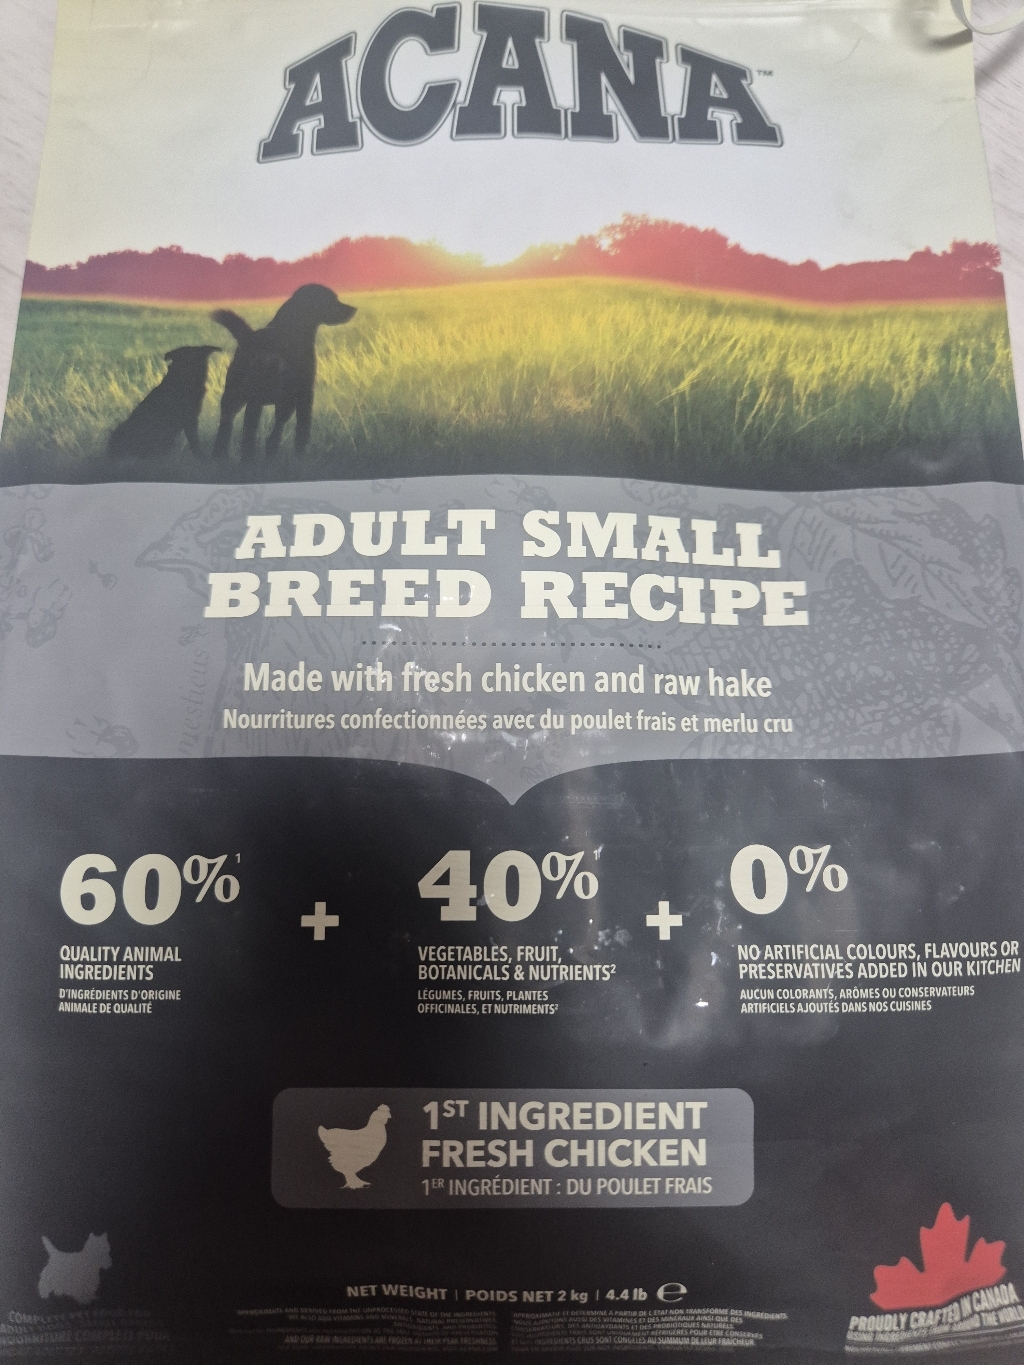 ACANA™
ADULT SMALL
BREED RECIPE
Made with fresh chicken and raw hake
Nourritures confectionnées avec du poulet frais et merlu cru
60%¹
QUALITY ANIMAL
INGREDIENTS
D'INGRÉDIENTS D'ORIGINE
ANIMALE DE QUALITÉ
+
40%¹
VEGETABLES, FRUIT,
BOTANICALS & NUTRIENTS²
LÉGUMES, FRUITS, PLANTES
OFFICINALES, ET NUTRIMENTS²
+
0%
NO ARTIFICIAL COLOURS, FLAVOURS OR
PRESERVATIVES ADDED IN OUR KITCHEN
AUCUN COLORANTS, ARÔMES OU CONSERVATEURS
ARTIFICIELS AJOUTÉS DANS NOS CUISINES
1ST INGREDIENT
FRESH CHICKEN
1ER INGRÉDIENT : DU POULET FRAIS
NET WEIGHT | POIDS NET 2 kg | 4.4 lb ℮
PROUDLY CRAFTED IN CANADA